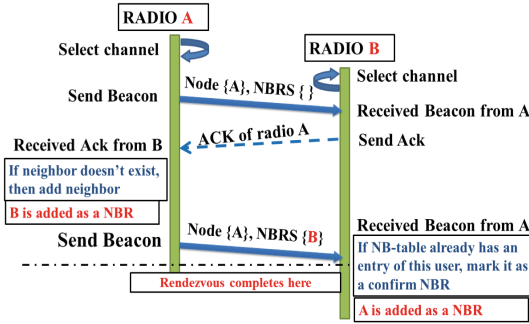 RADIO A
RADIO B
Select channel
Select channel
Node {A}, NBRS { }
Send Beacon
Received Beacon from A
ACK of radio A
Send Ack
Received Ack from B
If neighbor doesn't exist,
then add neighbor
B is added as a NBR
Node {A}, NBRS {B}
Send Beacon
Received Beacon from A
If NB-table already has an
entry of this user, mark it as
a confirm NBR
Rendezvous completes here
A is added as a NBR